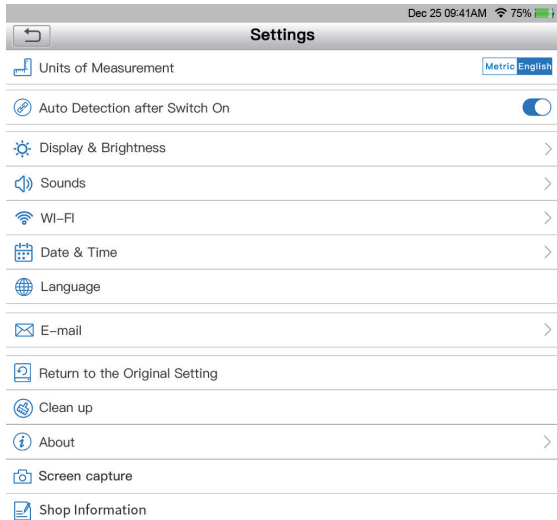 Dec 25 09:41AM 75%
Settings
Units of Measurement Metric English
Auto Detection after Switch On
Display & Brightness
Sounds
WI-FI
Date & Time
Language
E-mail
Return to the Original Setting
Clean up
About
Screen capture
Shop Information